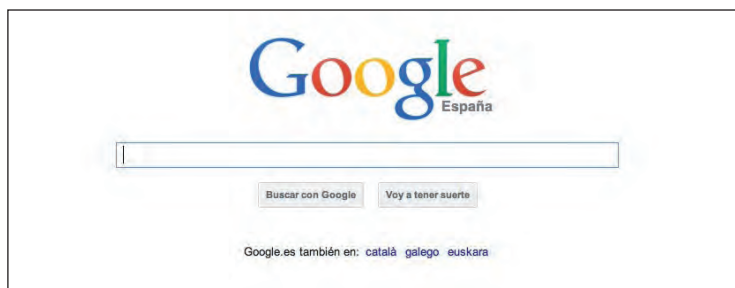 Google
España
Buscar con Google Voy a tener suerte
Google.es también en: català galego euskara